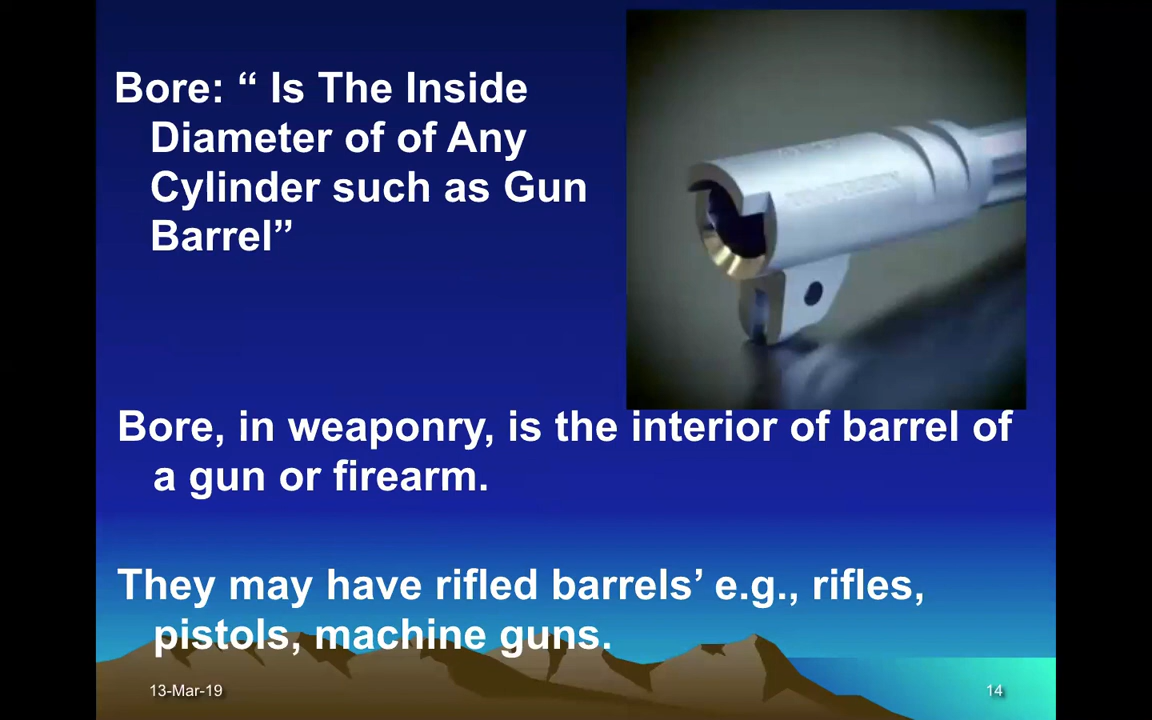 Bore: “ Is The Inside
Diameter of of Any
Cylinder such as Gun
Barrel”
Bore, in weaponry, is the interior of barrel of
a gun or firearm.
They may have rifled barrels’ e.g., rifles,
pistols, machine guns.
13-Mar-19
14